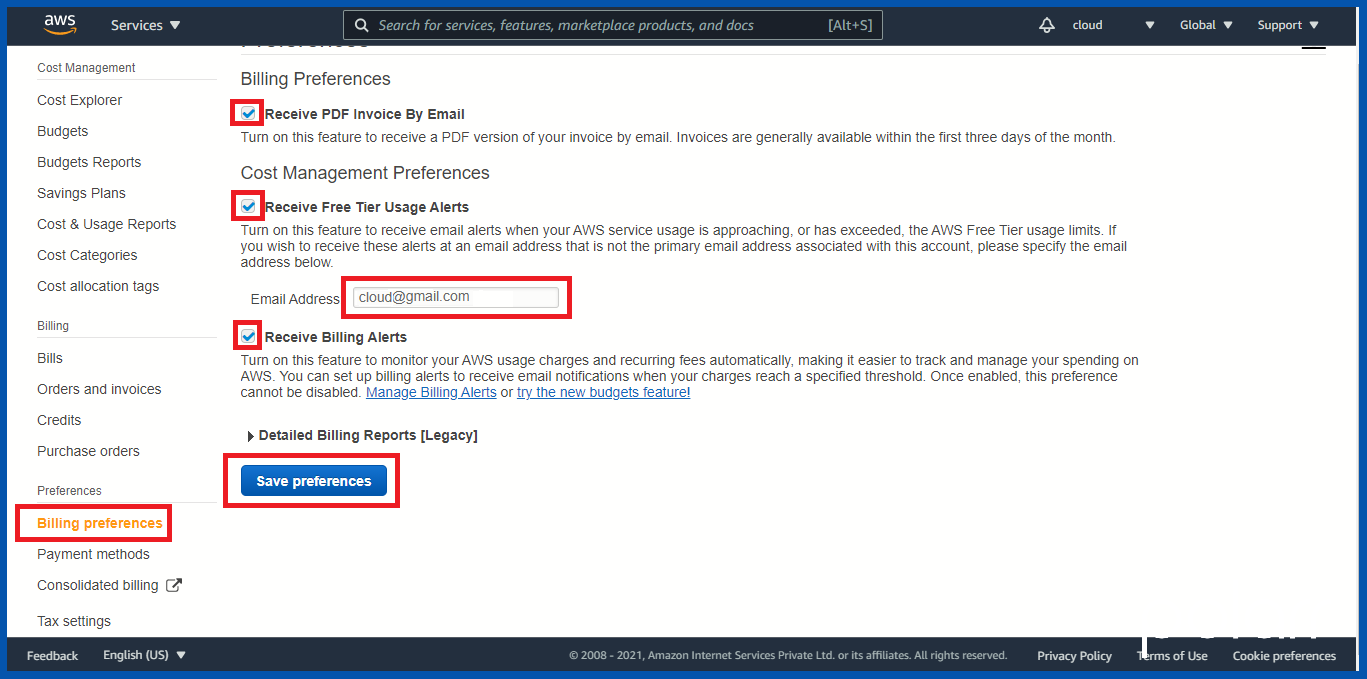 aws
Services
Search for services, features, marketplace products, and docs
[Alt+S]
cloud
Global
Support
Preferences
Cost Management
Cost Explorer
Budgets
Budgets Reports
Savings Plans
Cost & Usage Reports
Cost Categories
Cost allocation tags
Billing
Bills
Orders and invoices
Credits
Purchase orders
Preferences
Billing preferences
Payment methods
Consolidated billing
Tax settings
Billing Preferences
Receive PDF Invoice By Email
Turn on this feature to receive a PDF version of your invoice by email. Invoices are generally available within the first three days of the month.
Cost Management Preferences
Receive Free Tier Usage Alerts
Turn on this feature to receive email alerts when your AWS service usage is approaching, or has exceeded, the AWS Free Tier usage limits. If
you wish to receive these alerts at an email address that is not the primary email address associated with this account, please specify the email
address below.
Email Address
cloud@gmail.com
Receive Billing Alerts
Turn on this feature to monitor your AWS usage charges and recurring fees automatically, making it easier to track and manage your spending on
AWS. You can set up billing alerts to receive email notifications when your charges reach a specified threshold. Once enabled, this preference
cannot be disabled. Manage Billing Alerts or try the new budgets feature!
Detailed Billing Reports [Legacy]
Save preferences
Feedback
English (US)
© 2008 - 2021, Amazon Internet Services Private Ltd. or its affiliates. All rights reserved.
Privacy Policy
Terms of Use
Cookie preferences